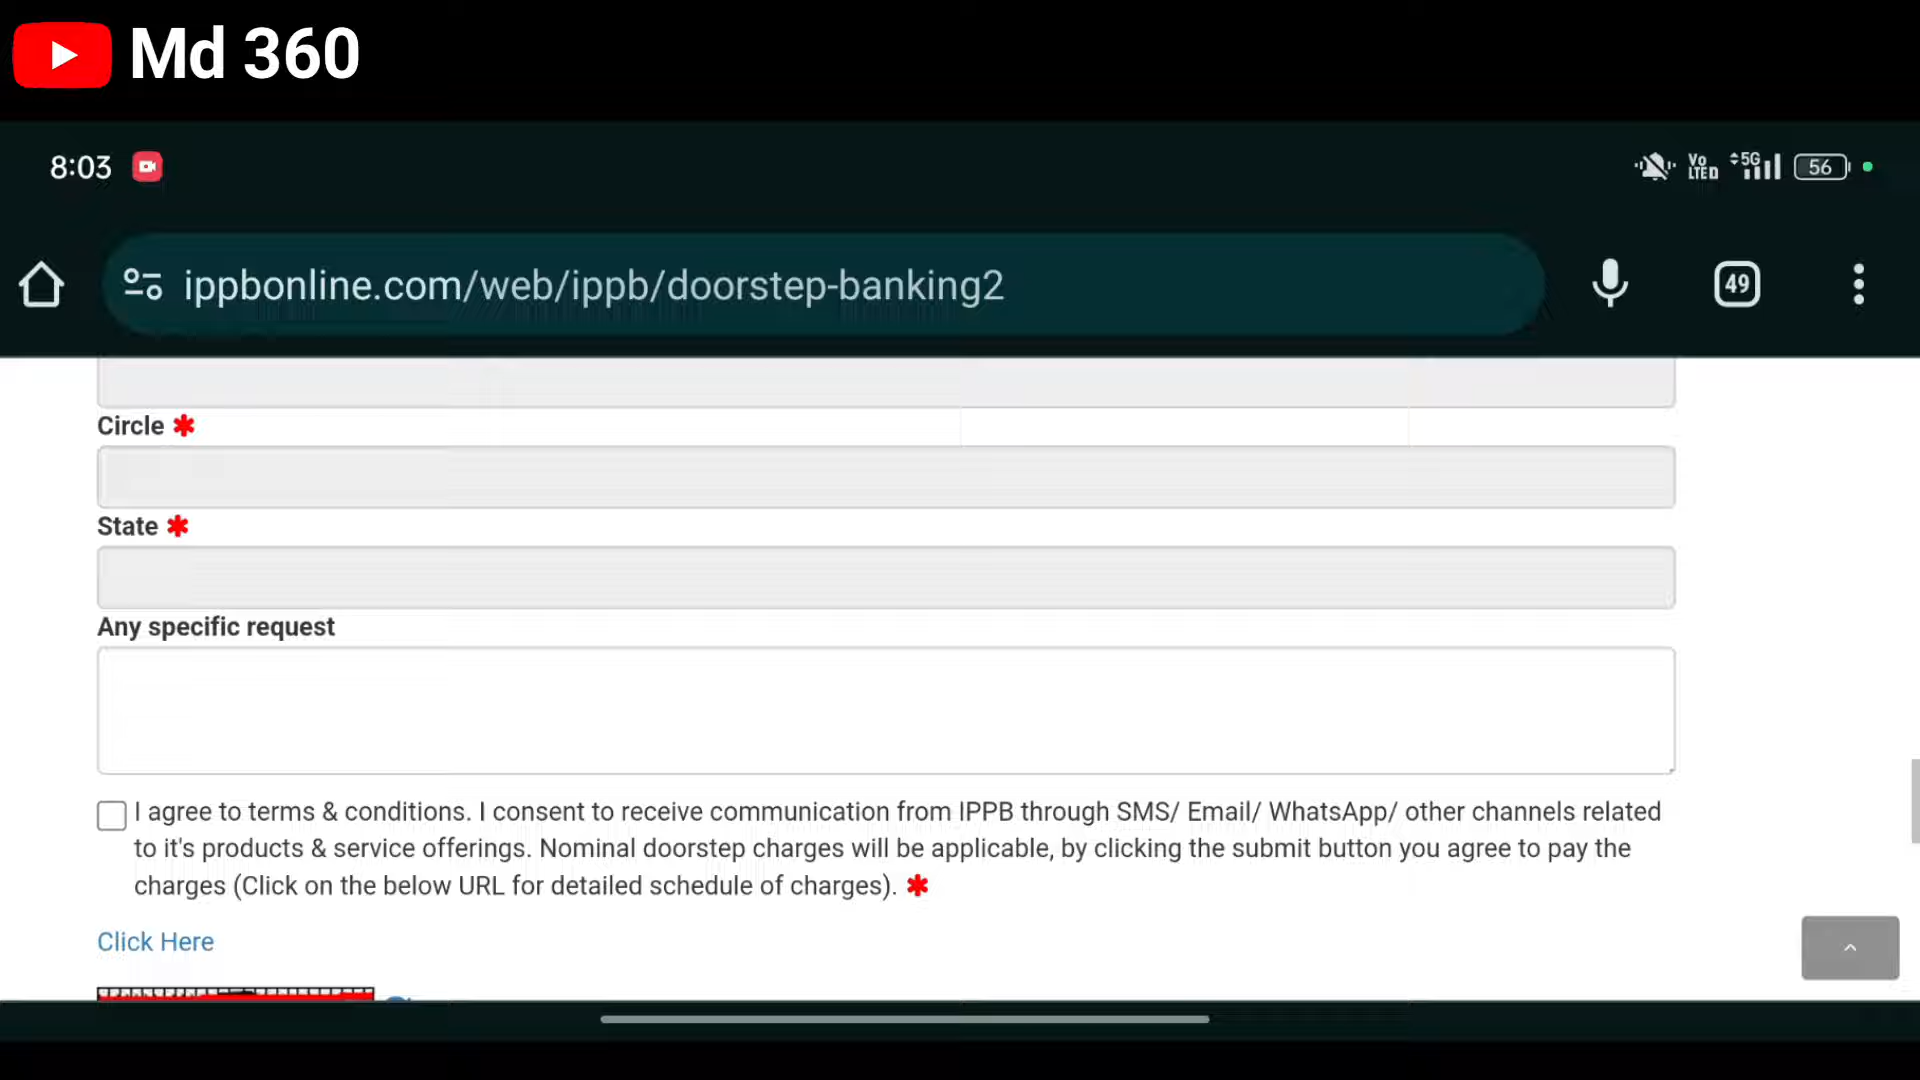 Md 360
8:03
Vo LTE D
5G
56
ippbonline.com/web/ippb/doorstep-banking2
49
Circle *
State *
Any specific request
I agree to terms & conditions. I consent to receive communication from IPPB through SMS/ Email/ WhatsApp/ other channels related
to it's products & service offerings. Nominal doorstep charges will be applicable, by clicking the submit button you agree to pay the
charges (Click on the below URL for detailed schedule of charges). *
Click Here